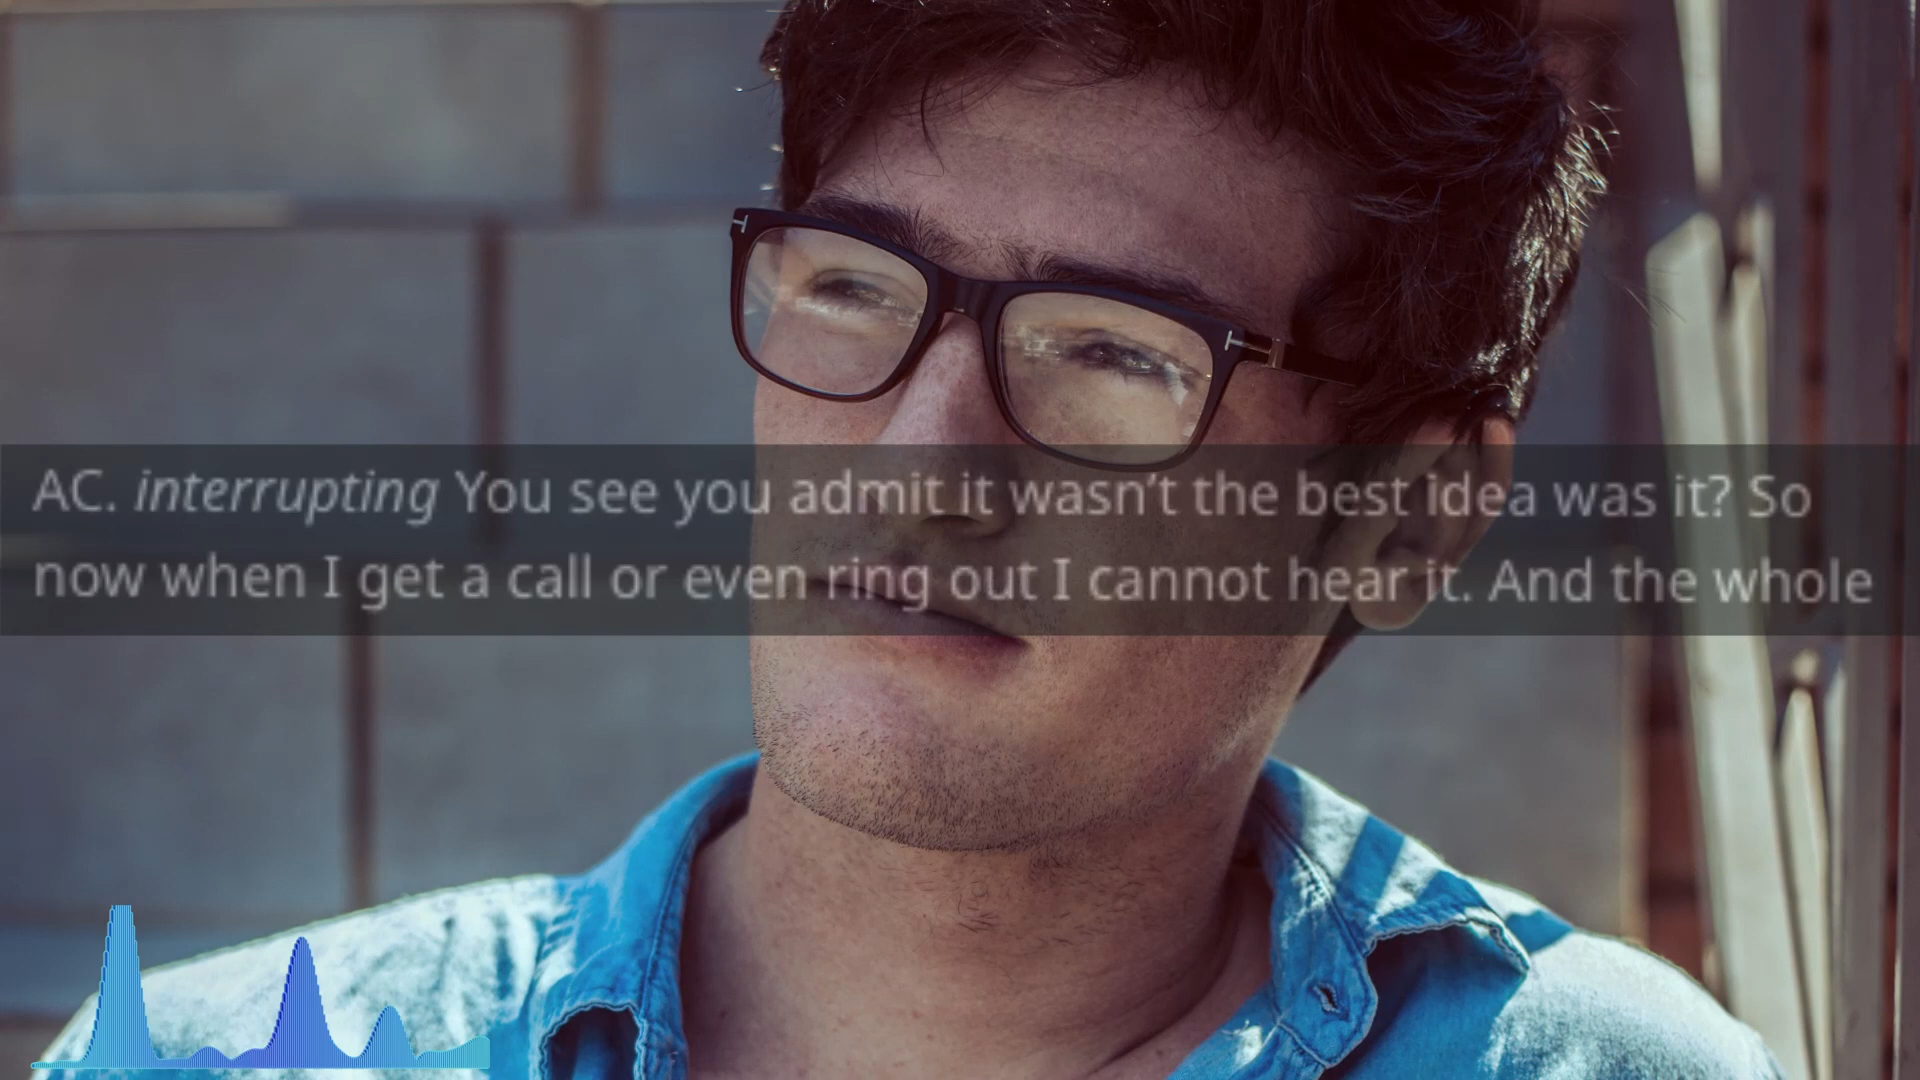 AC. interrupting You see you admit it wasn’t the best idea was it? So
now when I get a call or even ring out I cannot hear it. And the whole